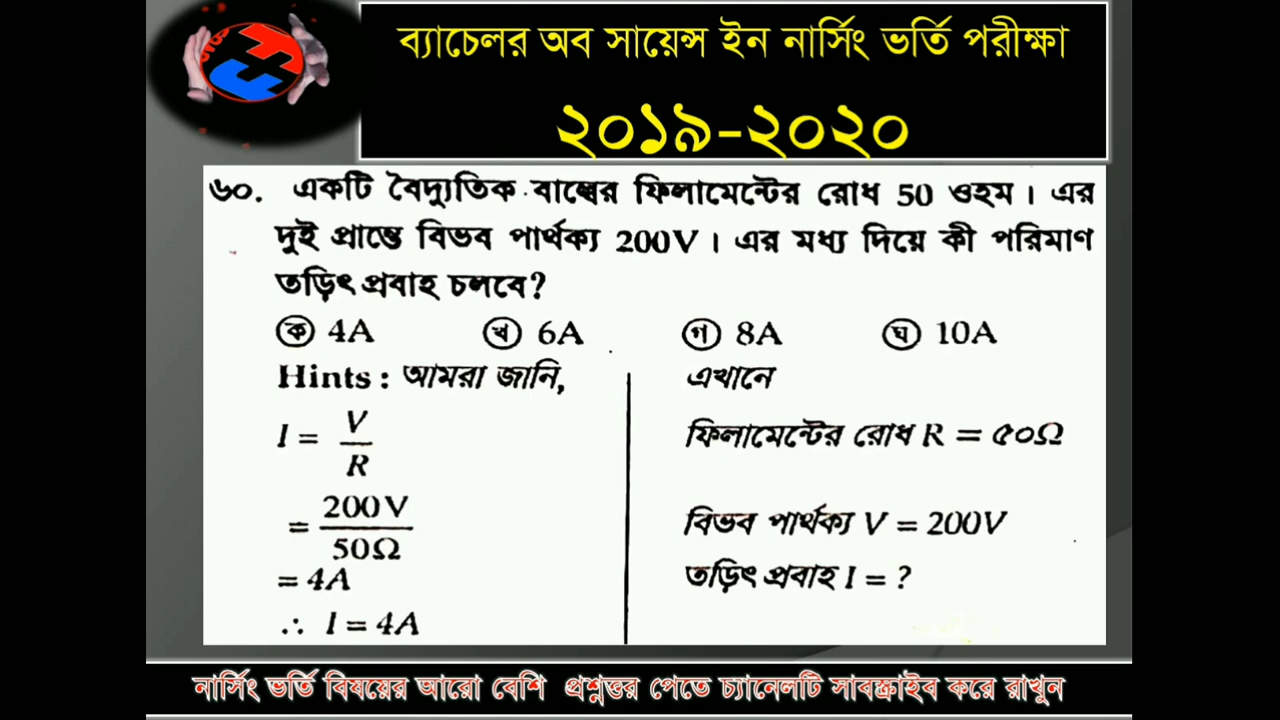 ব্যাচেলর অব সায়েন্স ইন নার্সিং ভর্তি পরীক্ষা
২০১৯-২০২০
৬০. একটি বৈদ্যুতিক বাল্বের ফিলামেন্টের রোধ 50 ওহম। এর
দুই প্রান্তে বিভব পার্থক্য 200V। এর মধ্য দিয়ে কী পরিমাণ
তড়িৎ প্রবাহ চলবে?
ক 4A খ 6A গ 8A ঘ 10A
Hints : আমরা জানি,
I = V/R
= 200V/50Ω
= 4A
∴ I = 4A
এখানে
ফিলামেন্টের রোধ R = ৫০Ω
বিভব পার্থক্য V = 200V
তড়িৎ প্রবাহ I = ?
নার্সিং ভর্তি বিষয়ের আরো বেশি প্রশ্নত্তর পেতে চ্যানেলটি সাবস্ক্রাইব করে রাখুন